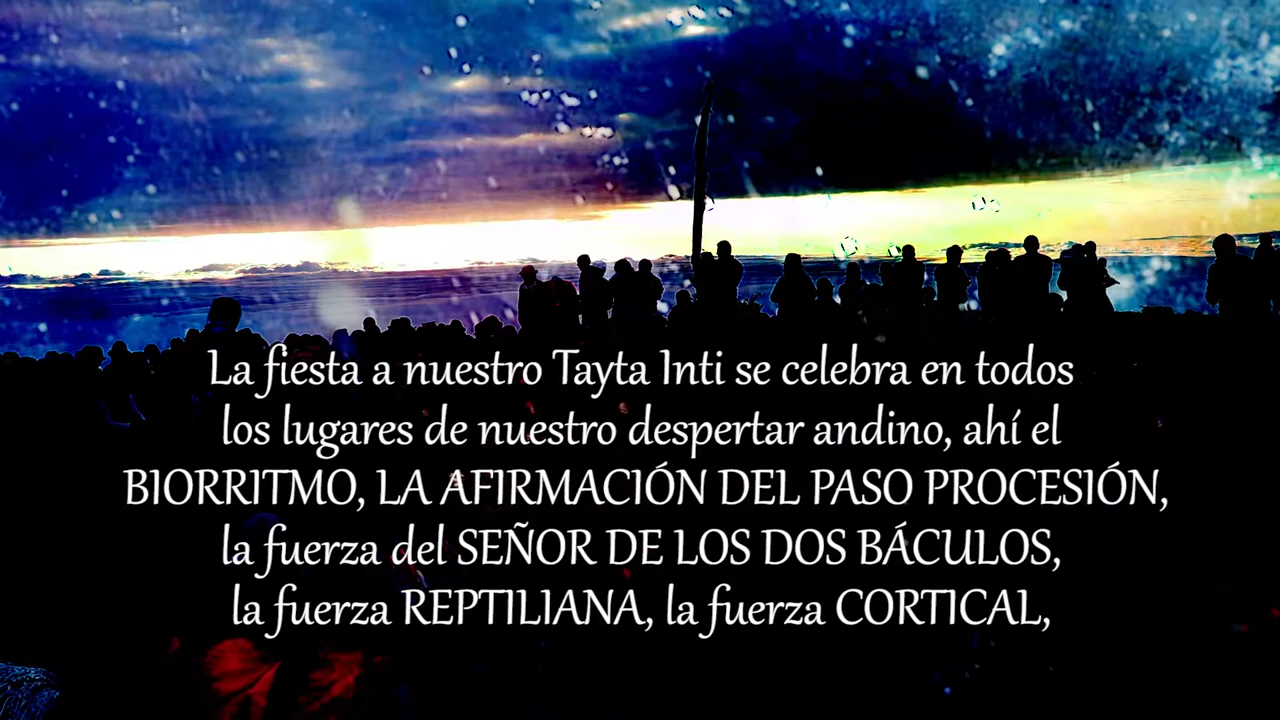 La fiesta a nuestro Tayta Inti se celebra en todos
los lugares de nuestro despertar andino, ahí el
BIORRITMO, LA AFIRMACIÓN DEL PASO PROCESIÓN,
la fuerza del SEÑOR DE LOS DOS BÁCULOS,
la fuerza REPTILIANA, la fuerza CORTICAL,